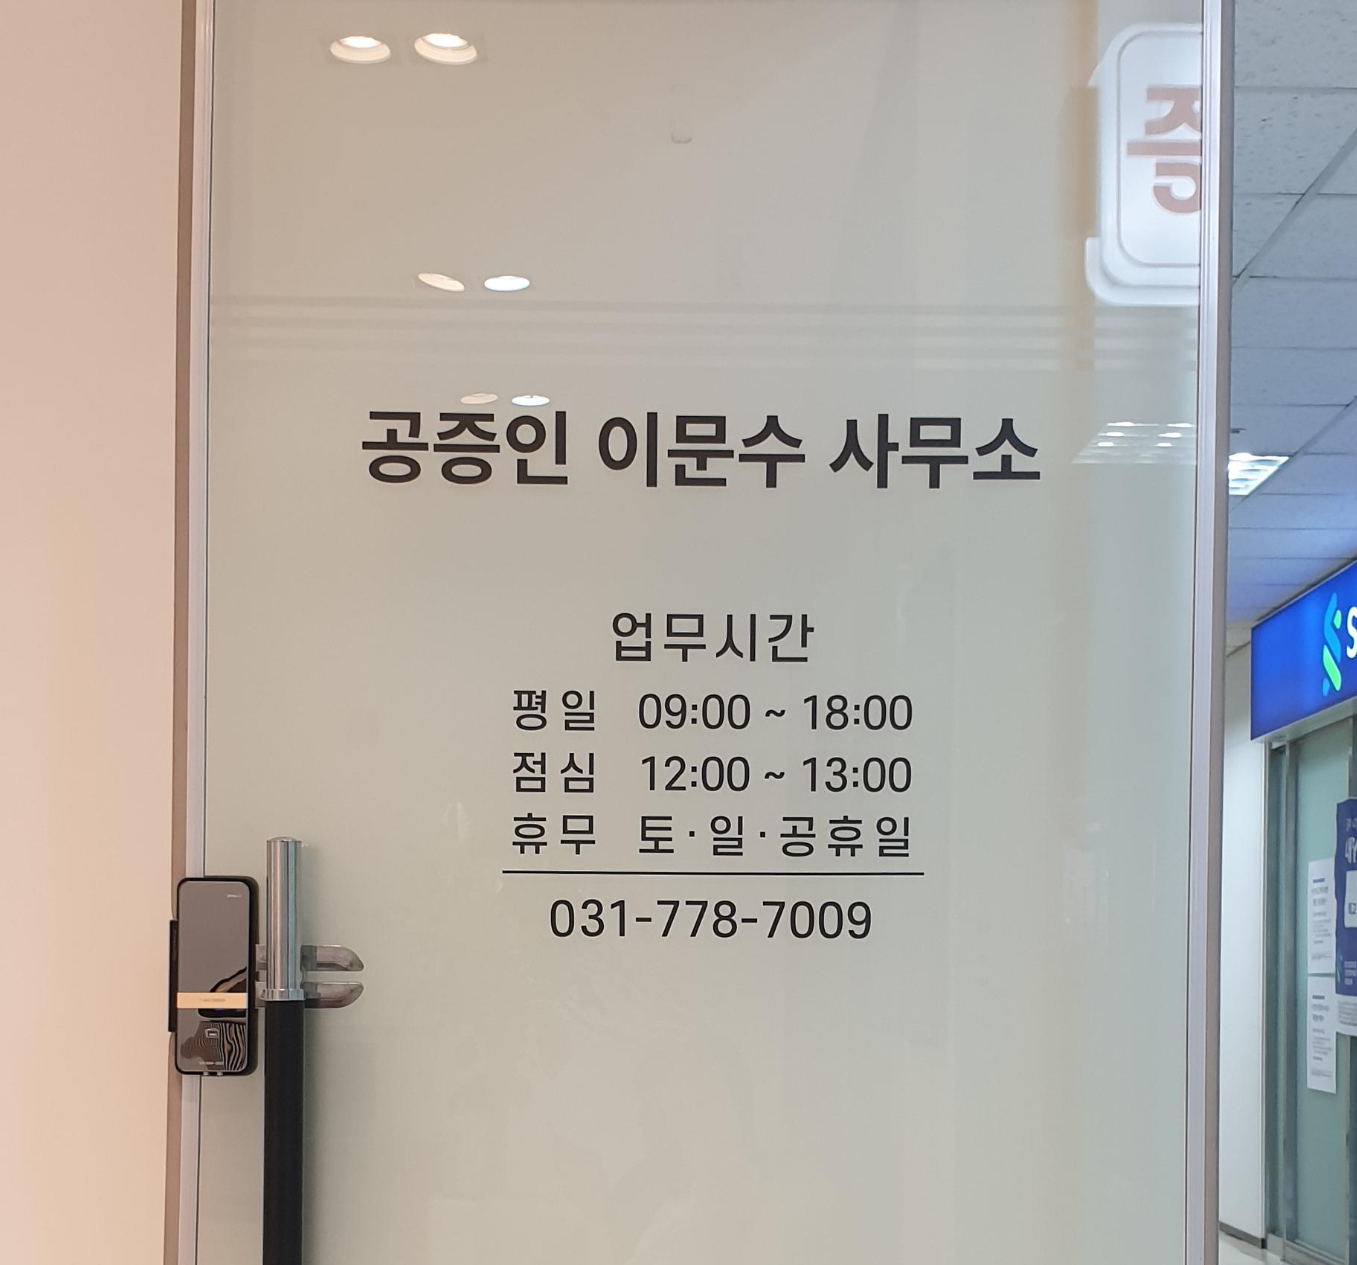 공증인 이문수 사무소
업무시간
평일 09:00 ~ 18:00
점심 12:00 ~ 13:00
휴무 토·일·공휴일
031-778-7009
증
S